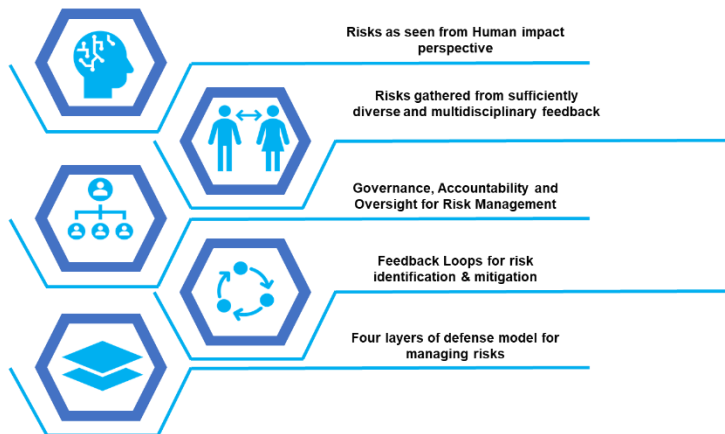 Risks as seen from Human impact
perspective
Risks gathered from sufficiently
diverse and multidisciplinary feedback
Governance, Accountability and
Oversight for Risk Management
Feedback Loops for risk
identification & mitigation
Four layers of defense model for
managing risks